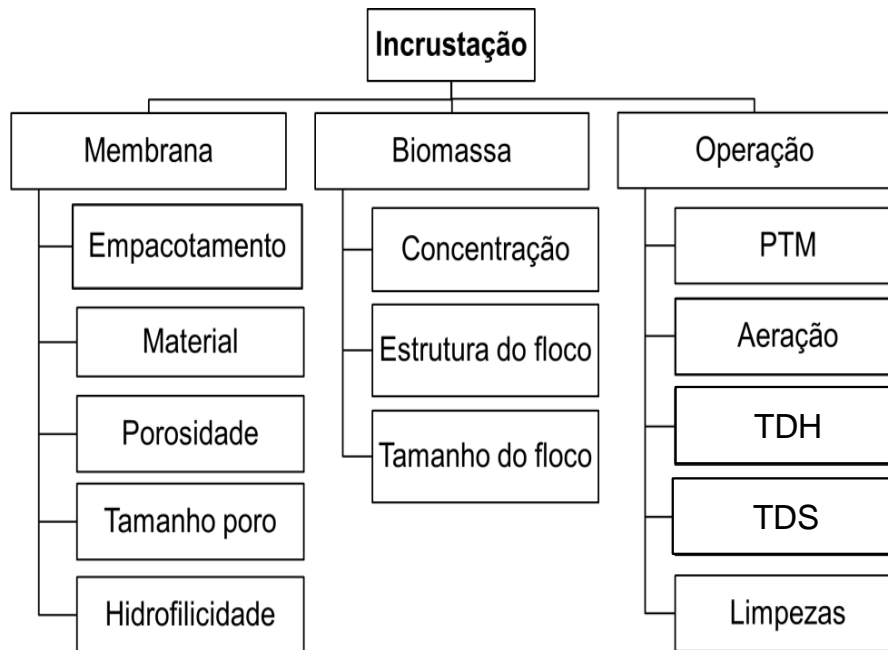 Incrustação
Membrana
Empacotamento
Material
Porosidade
Tamanho poro
Hidrofilicidade
Biomassa
Concentração
Estrutura do floco
Tamanho do floco
Operação
PTM
Aeração
TDH
TDS
Limpezas